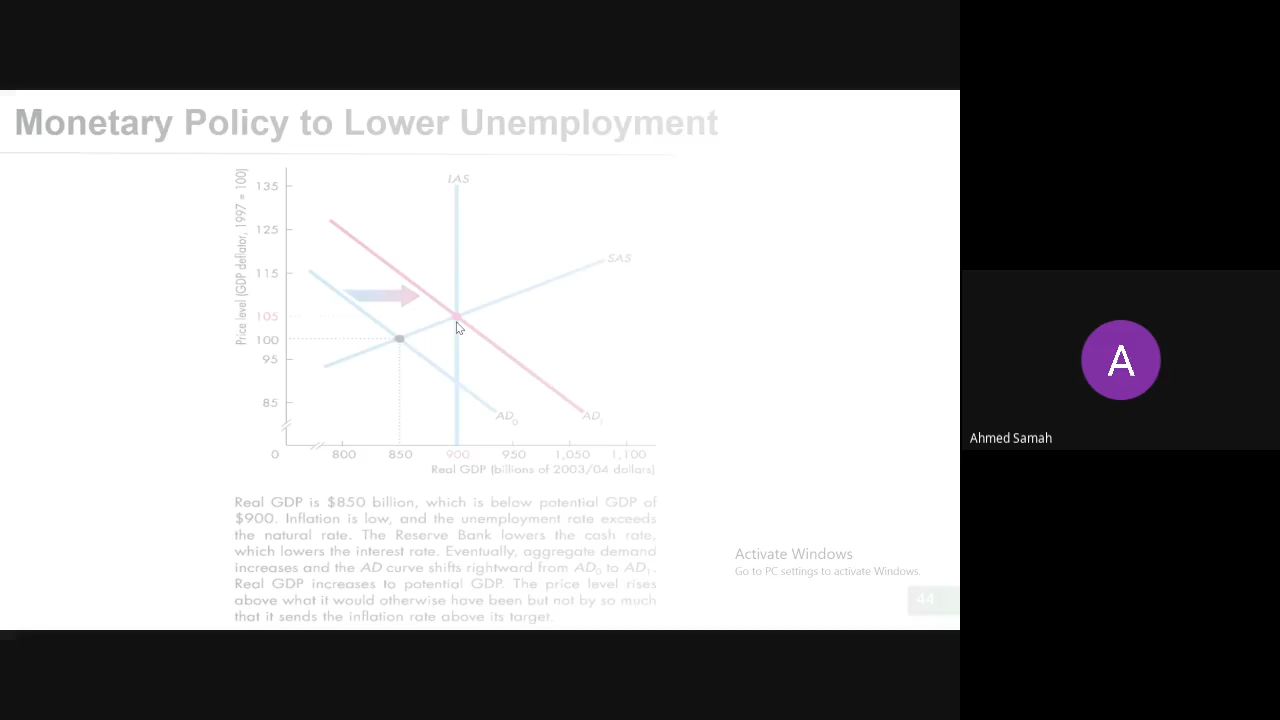 Monetary Policy to Lower Unemployment
Price level (GDP deflator, 1997 = 100)
135
125
115
105
100
95
85
LAS
SAS
AD0
AD1
0
800
850
900
950
1,050
1,100
Real GDP (billions of 2003/04 dollars)
Real GDP is $850 billion, which is below potential GDP of
$900. Inflation is low, and the unemployment rate exceeds
the natural rate. The Reserve Bank lowers the cash rate,
which lowers the interest rate. Eventually, aggregate demand
increases and the AD curve shifts rightward from AD0 to AD1.
Real GDP increases to potential GDP. The price level rises
above what it would otherwise have been but not by so much
that it sends the inflation rate above its target.
Activate Windows
Go to PC settings to activate Windows.
44
A
Ahmed Samah